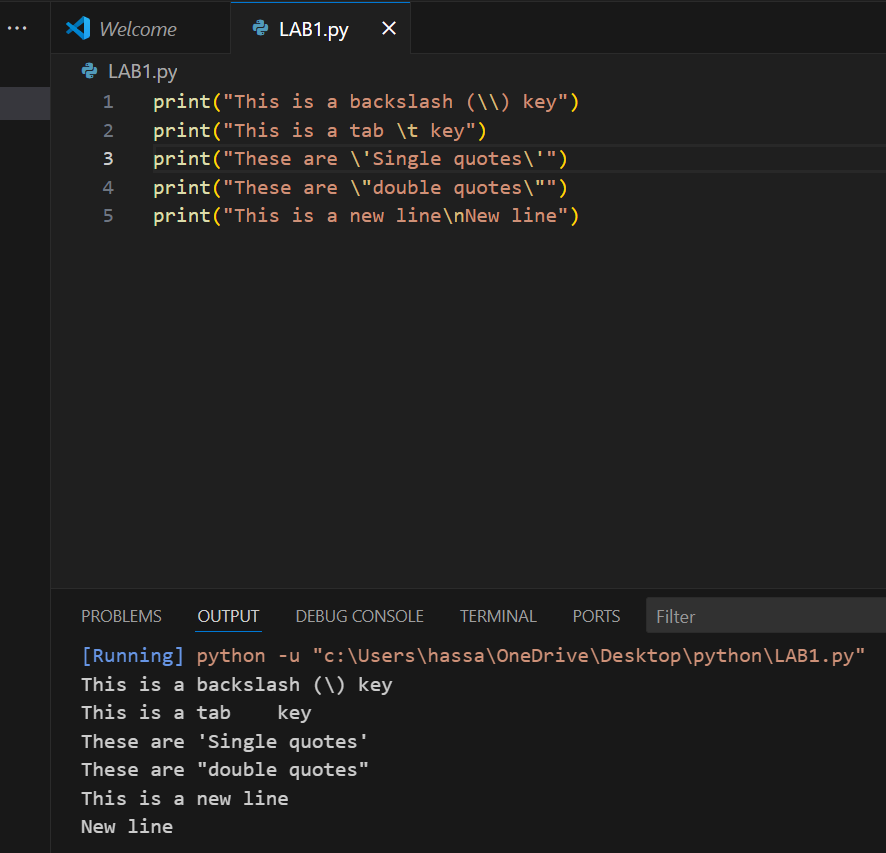 ... Welcome LAB1.py ×
LAB1.py
1 print("This is a backslash (\\) key")
2 print("This is a tab \t key")
3 print("These are \'Single quotes\'")
4 print("These are \"double quotes\"")
5 print("This is a new line\nNew line")
PROBLEMS OUTPUT DEBUG CONSOLE TERMINAL PORTS Filter
[Running] python -u "c:\Users\hassa\OneDrive\Desktop\python\LAB1.py"
This is a backslash (\) key
This is a tab    key
These are 'Single quotes'
These are "double quotes"
This is a new line
New line